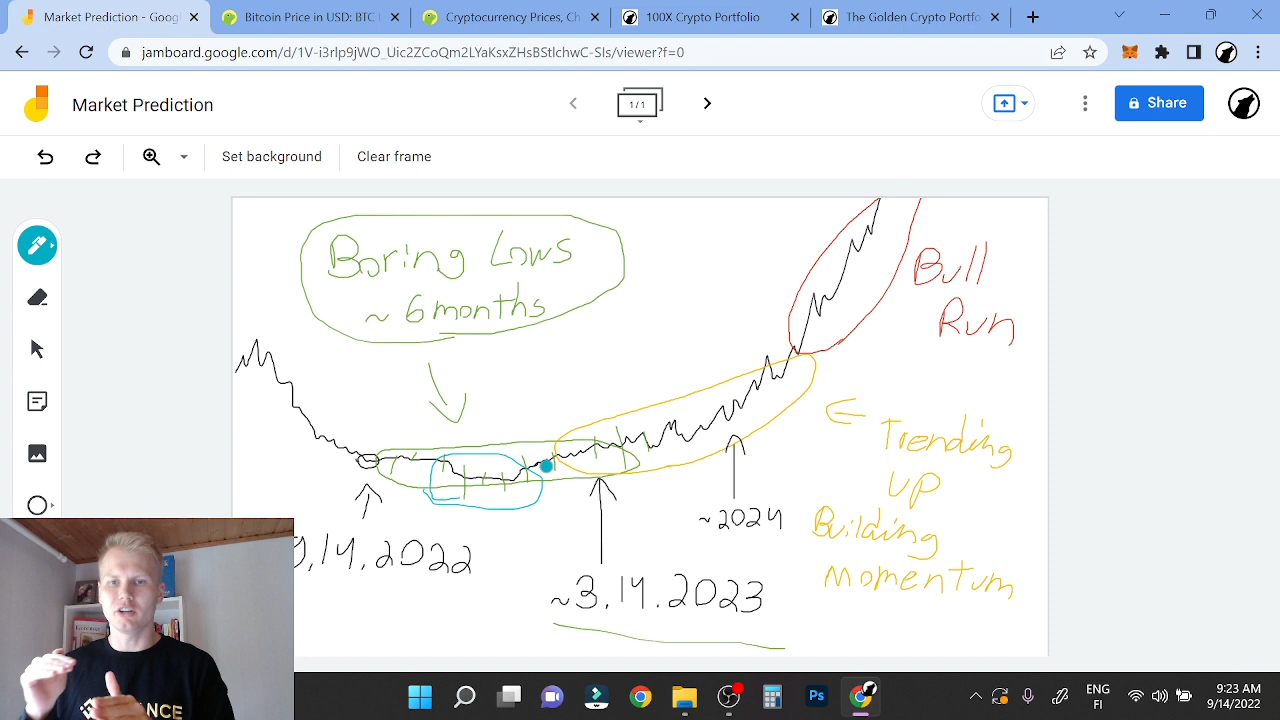 Market Prediction - Goo
Bitcoin Price in USD: BTC
Cryptocurrency Prices, Ch
100X Crypto Portfolio
The Golden Crypto Portfo
jamboard.google.com/d/1V-i3rlp9jWO_Uic2ZCoQm2LYaKsxZHsBStlchwC-SIs/viewer?f=0
Market Prediction
1/1
Share
Set background
Clear frame
Boring Lows
~ 6 months
Bull
Run
Trending
up
Building
Momentum
~2024
14.2022
~3.14.2023
NCE
Ps
ENG
FI
9:23 AM
9/14/2022